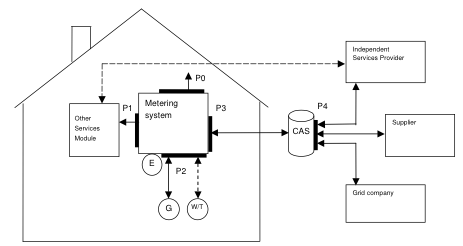 Independent
Services Provider
P0
P4
P1
Metering
system
P3
Other
Services
Module
CAS
Supplier
E
P2
G
W/T
Grid company